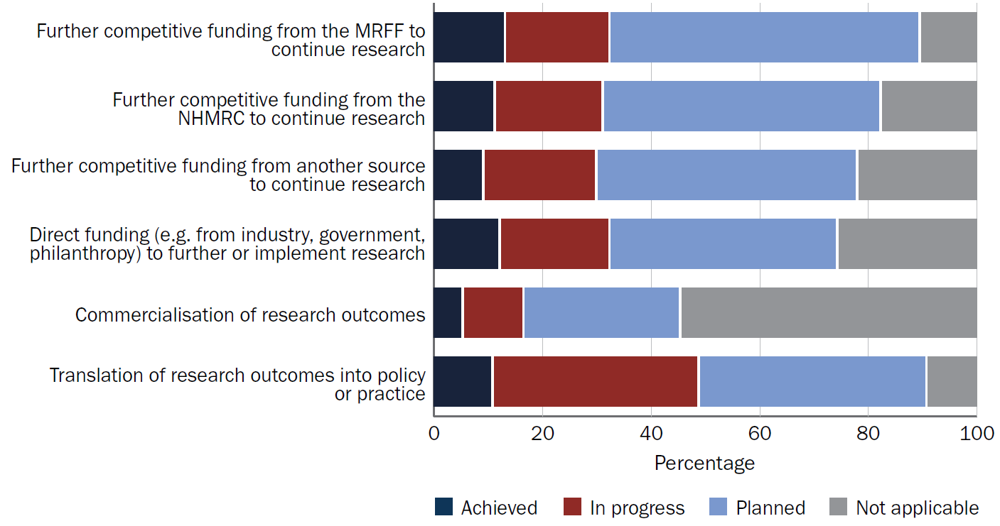 Further competitive funding from the MRFF to
continue research
Further competitive funding from the
NHMRC to continue research
Further competitive funding from another source
to continue research
Direct funding (e.g. from industry, government,
philanthropy) to further or implement research
Commercialisation of research outcomes
Translation of research outcomes into policy
or practice
0 20 40 60 80 100
Percentage
Achieved In progress Planned Not applicable